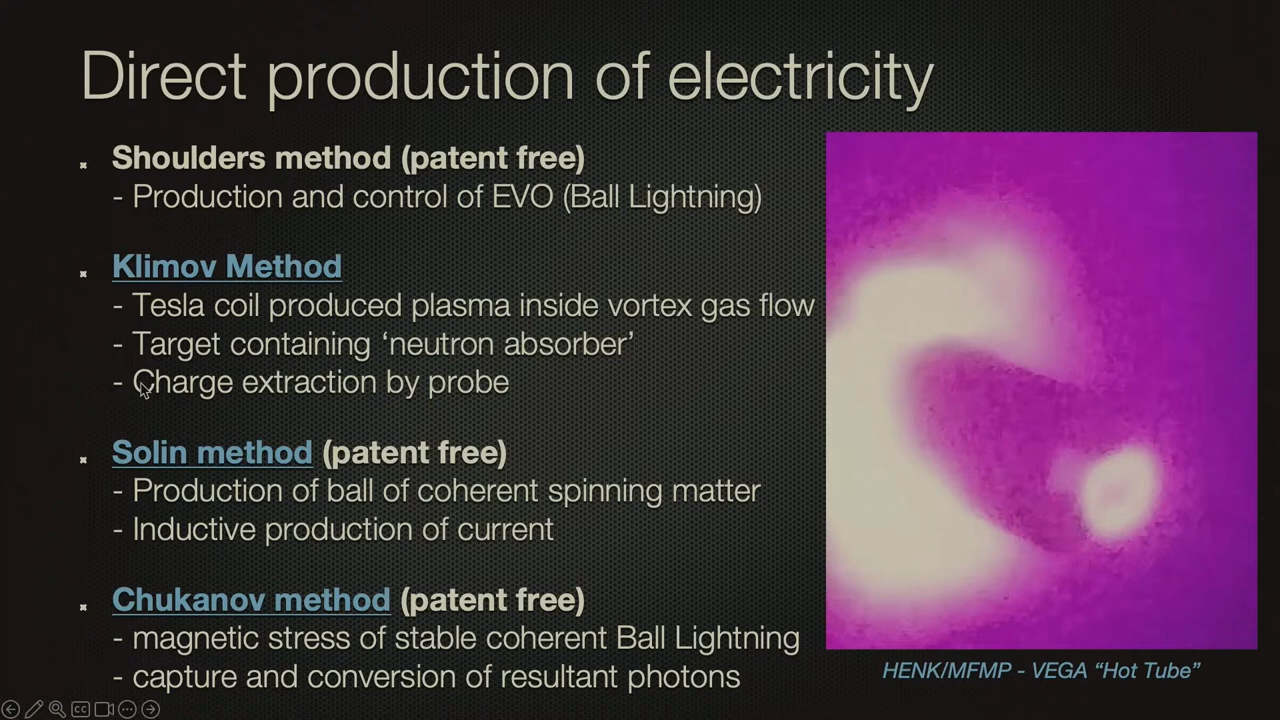 Direct production of electricity
Shoulders method (patent free)
- Production and control of EVO (Ball Lightning)
Klimov Method
- Tesla coil produced plasma inside vortex gas flow
- Target containing ‘neutron absorber’
- Charge extraction by probe
Solin method (patent free)
- Production of ball of coherent spinning matter
- Inductive production of current
Chukanov method (patent free)
- magnetic stress of stable coherent Ball Lightning
- capture and conversion of resultant photons
HENK/MFMP - VEGA “Hot Tube”
CC